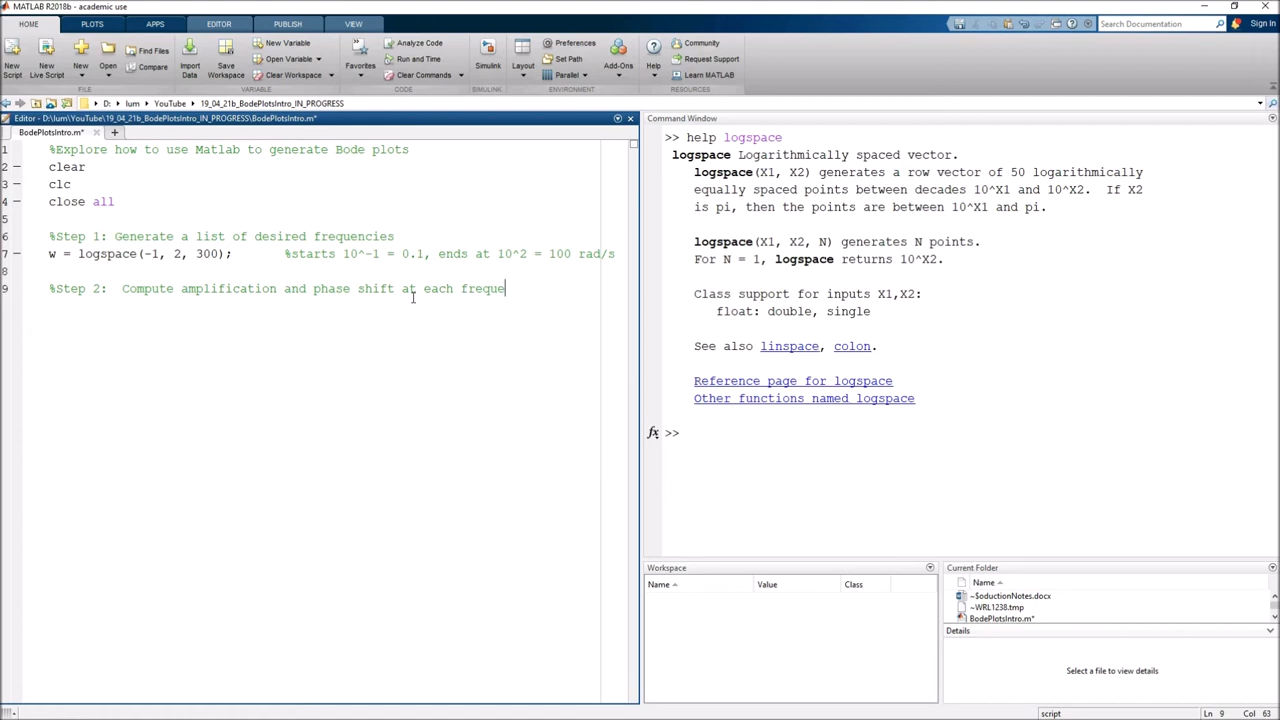 MATLAB R2018b - academic use
HOME PLOTS APPS EDITOR PUBLISH VIEW Search Documentation Sign In
New Script New Live Script New Open Find Files Compare Import Data Save Workspace New Variable Open Variable Clear Workspace Favorites Analyze Code Run and Time Clear Commands Simulink Layout Preferences Set Path Parallel Add-Ons Help Community Request Support Learn MATLAB
FILE VARIABLE CODE SIMULINK ENVIRONMENT RESOURCES
D: Ium YouTube 19_04_21b_BodePlotsIntro_IN_PROGRESS
Editor - D:\Ium\YouTube\19_04_21b_BodePlotsIntro_IN_PROGRESS\BodePlotsIntro.m*
BodePlotsIntro.m*
1 %Explore how to use Matlab to generate Bode plots
2 — clear
3 — clc
4 — close all
5
6 %Step 1: Generate a list of desired frequencies
7 — w = logspace(-1, 2, 300); %starts 10^-1 = 0.1, ends at 10^2 = 100 rad/s
8
9 %Step 2:  Compute amplification and phase shift at each freque
Command Window
>> help logspace
logspace Logarithmically spaced vector.
logspace(X1, X2) generates a row vector of 50 logarithmically
equally spaced points between decades 10^X1 and 10^X2.  If X2
is pi, then the points are between 10^X1 and pi.
logspace(X1, X2, N) generates N points.
For N = 1, logspace returns 10^X2.
Class support for inputs X1,X2:
float: double, single
See also linspace, colon.
Reference page for logspace
Other functions named logspace
fx >>
Workspace
Name Value Class
Current Folder
Name
~$oductionNotes.docx
~WRL1238.tmp
BodePlotsIntro.m*
Details
Select a file to view details
script Ln 9 Col 63